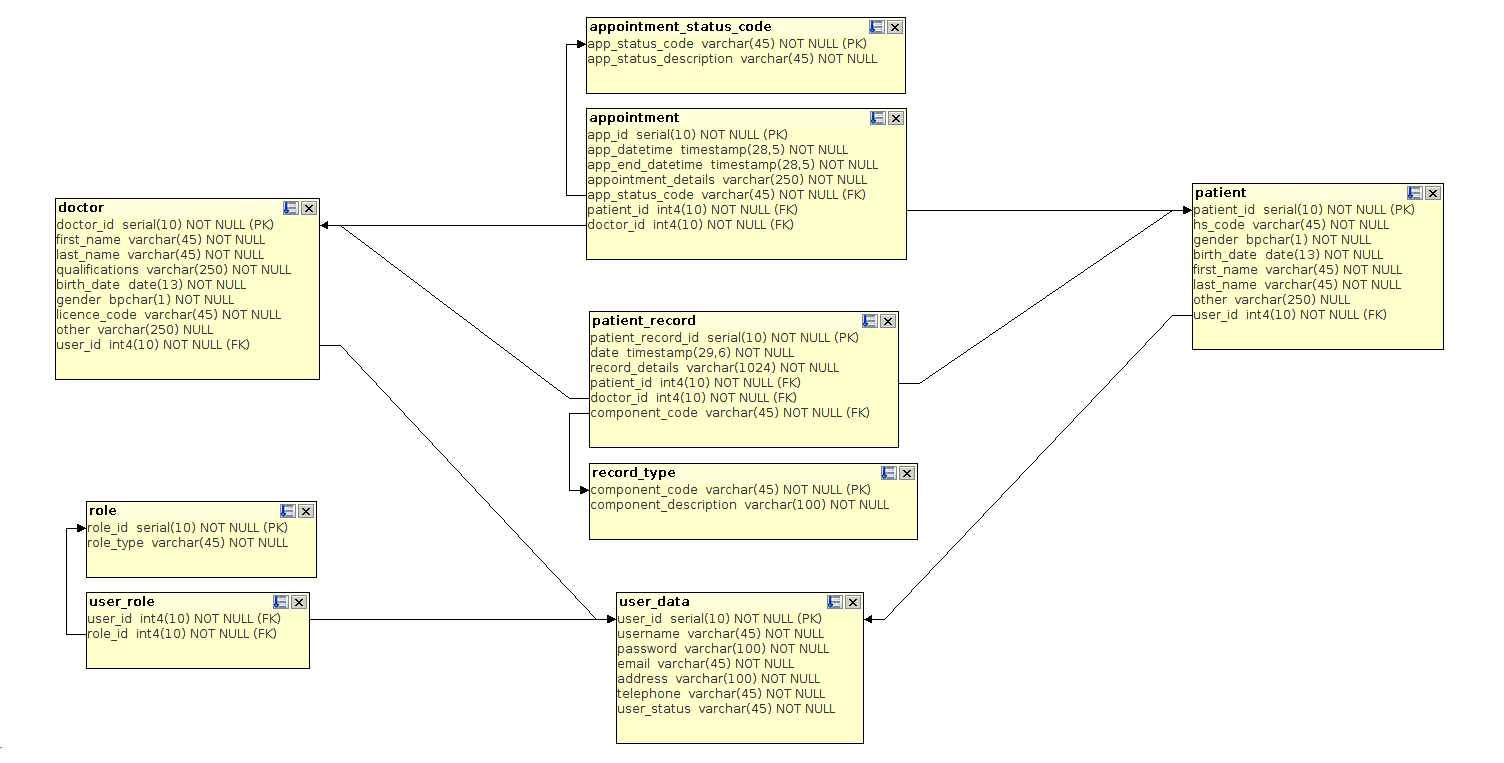 appointment_status_code
app_status_code varchar(45) NOT NULL (PK)
app_status_description varchar(45) NOT NULL
appointment
app_id serial(10) NOT NULL (PK)
app_datetime timestamp(28,5) NOT NULL
app_end_datetime timestamp(28,5) NOT NULL
appointment_details varchar(250) NOT NULL
app_status_code varchar(45) NOT NULL (FK)
patient_id int4(10) NOT NULL (FK)
doctor_id int4(10) NOT NULL (FK)
doctor
doctor_id serial(10) NOT NULL (PK)
first_name varchar(45) NOT NULL
last_name varchar(45) NOT NULL
qualifications varchar(250) NOT NULL
birth_date date(13) NOT NULL
gender bpchar(1) NOT NULL
licence_code varchar(45) NOT NULL
other varchar(250) NULL
user_id int4(10) NOT NULL (FK)
patient
patient_id serial(10) NOT NULL (PK)
hs_code varchar(45) NOT NULL
gender bpchar(1) NOT NULL
birth_date date(13) NOT NULL
first_name varchar(45) NOT NULL
last_name varchar(45) NOT NULL
other varchar(250) NULL
user_id int4(10) NOT NULL (FK)
patient_record
patient_record_id serial(10) NOT NULL (PK)
date timestamp(29,6) NOT NULL
record_details varchar(1024) NOT NULL
patient_id int4(10) NOT NULL (FK)
doctor_id int4(10) NOT NULL (FK)
component_code varchar(45) NOT NULL (FK)
record_type
component_code varchar(45) NOT NULL (PK)
component_description varchar(100) NOT NULL
role
role_id serial(10) NOT NULL (PK)
role_type varchar(45) NOT NULL
user_role
user_id int4(10) NOT NULL (FK)
role_id int4(10) NOT NULL (FK)
user_data
user_id serial(10) NOT NULL (PK)
username varchar(45) NOT NULL
password varchar(100) NOT NULL
email varchar(45) NOT NULL
address varchar(100) NOT NULL
telephone varchar(45) NOT NULL
user_status varchar(45) NOT NULL